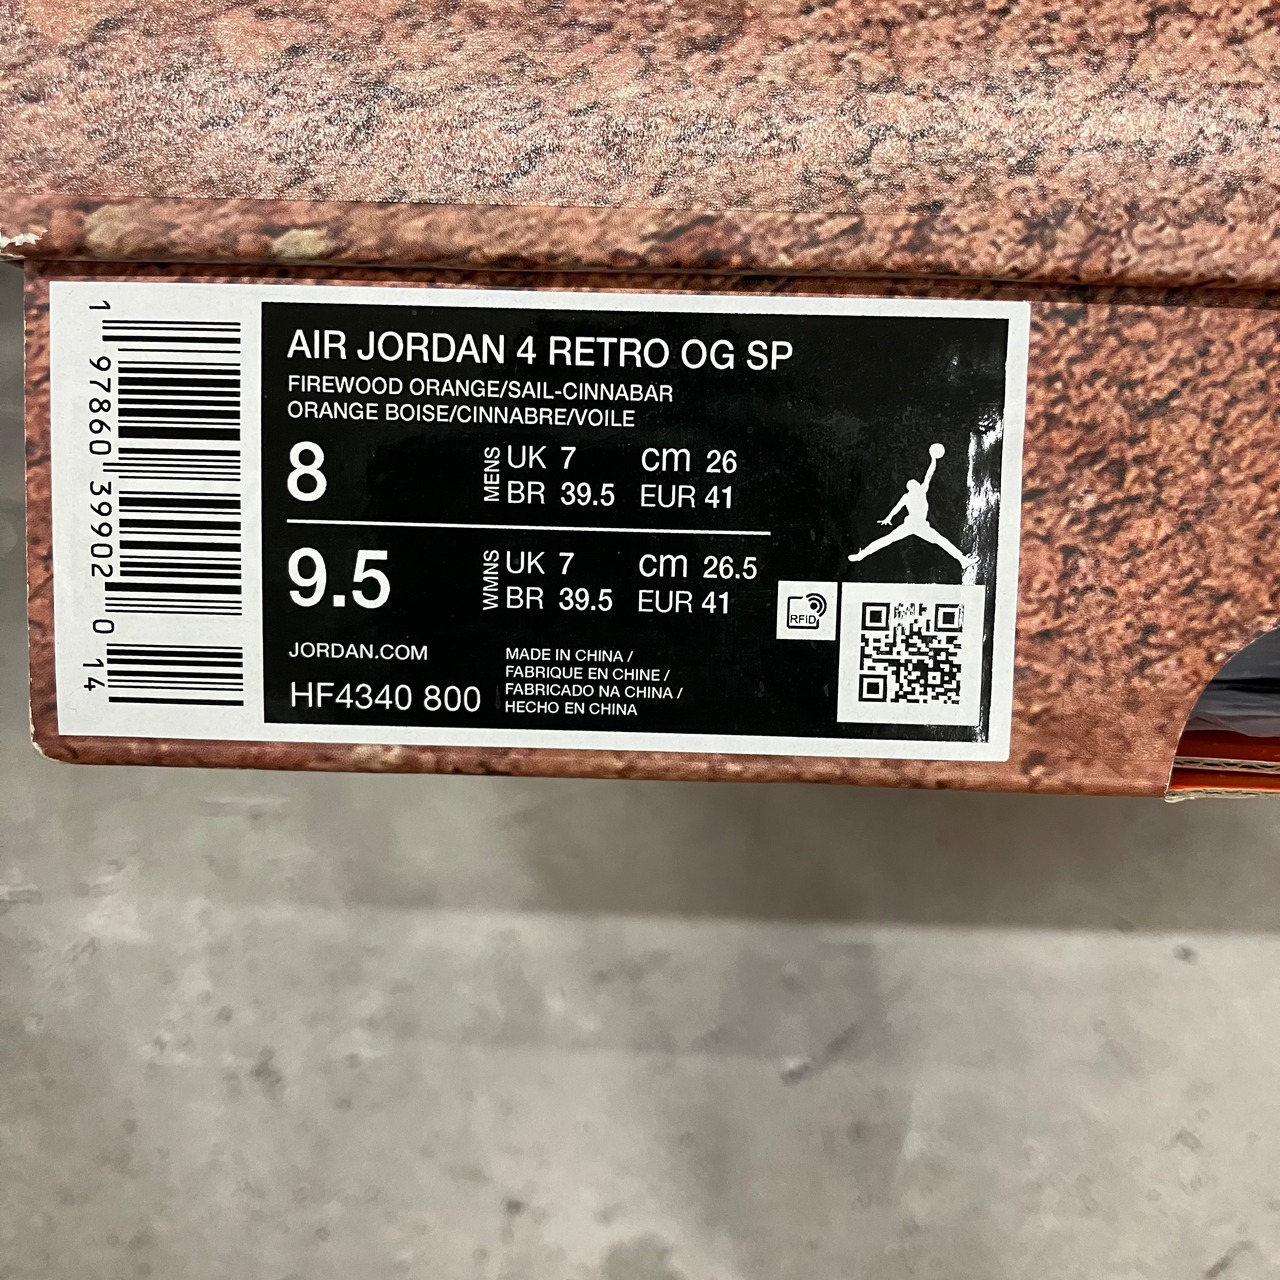 AIR JORDAN 4 RETRO OG SP
FIREWOOD ORANGE/SAIL-CINNABAR
ORANGE BOISE/CINNABRE/VOILE
8
MENS
UK 7 cm 26
BR 39.5 EUR 41
9.5
WMNS
UK 7 cm 26.5
BR 39.5 EUR 41
RFID
JORDAN.COM
HF4340 800
MADE IN CHINA /
FABRIQUE EN CHINE /
FABRICADO NA CHINA /
HECHO EN CHINA
1 97860 39902 0 14